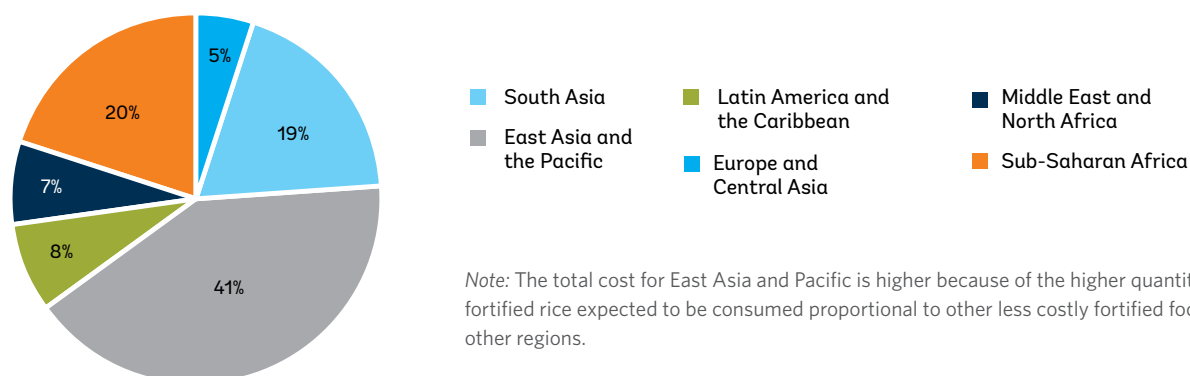 5%
19%
20%
7%
8%
41%
South Asia
East Asia and
the Pacific
Latin America and
the Caribbean
Europe and
Central Asia
Middle East and
North Africa
Sub-Saharan Africa
Note: The total cost for East Asia and Pacific is higher because of the higher
fortified rice expected to be consumed proportional to other less costly fortified
other regions.